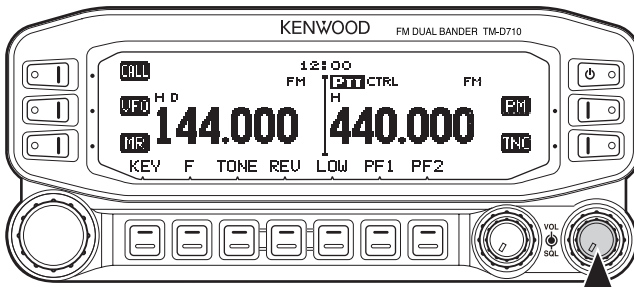 KENWOOD FM DUAL BANDER TM-D710
12:00
CALL FM PTT CTRL FM
VFO H D H PM
144.000 440.000
MR TNC
KEY F TONE REV LOW PF1 PF2
VOL
SQL